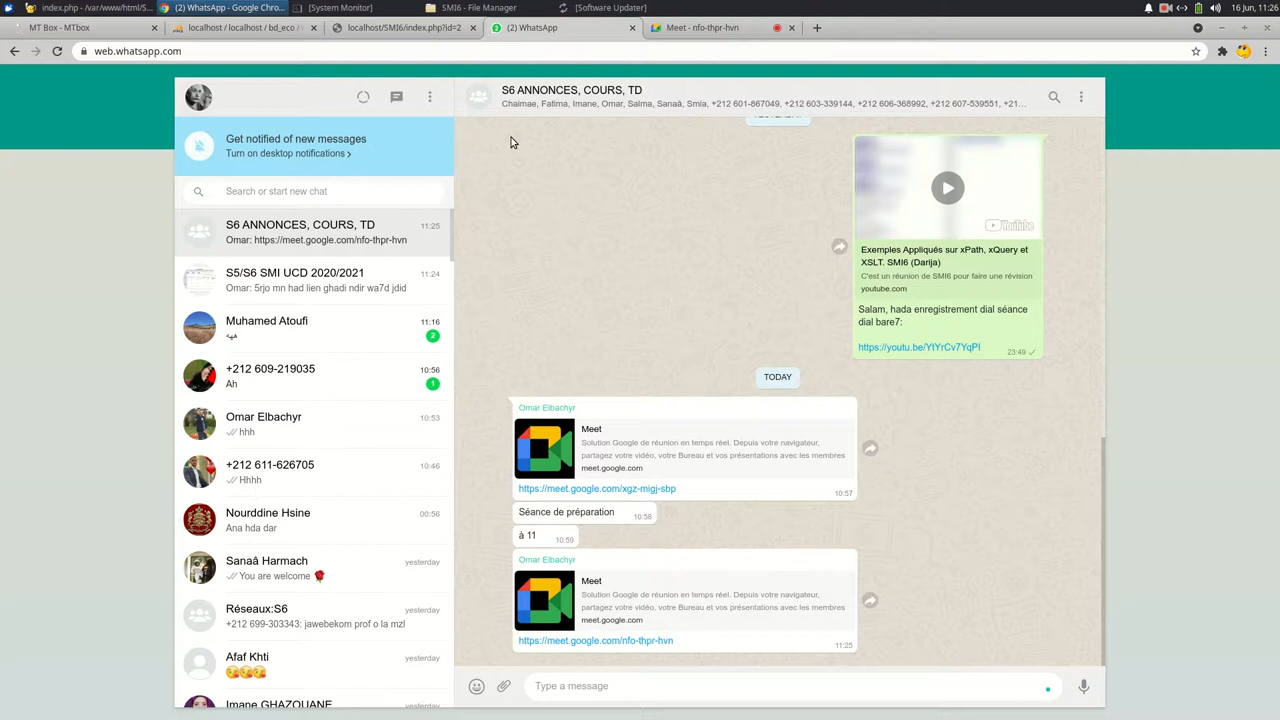 index.php - /var/www/html/S...
(2) WhatsApp - Google Chro...
[System Monitor]
SMI6 - File Manager
[Software Updater]
16 Jun, 11:26
MT Box - MTbox
localhost / localhost / bd_eco /
localhost/SMI6/index.php?id=2
(2) WhatsApp
Meet - nfo-thpr-hvn
web.whatsapp.com
S6 ANNONCES, COURS, TD
Chaimae, Fatima, Imane, Omar, Salma, Sanaâ, Smia, +212 601-867049, +212 603-339144, +212 606-368992, +212 607-539551, +21...
Get notified of new messages
Turn on desktop notifications >
Search or start new chat
S6 ANNONCES, COURS, TD
11:25
Omar: https://meet.google.com/nfo-thpr-hvn
S5/S6 SMI UCD 2020/2021
11:24
Omar: 5rjo mn had lien ghadi ndir wa7d jdid
Muhamed Atoufi
11:16
2
+212 609-219035
10:56
Ah
1
Omar Elbachyr
10:53
hhh
+212 611-626705
10:46
Hhhh
Nourddine Hsine
00:56
Ana hda dar
Sanaâ Harmach
yesterday
You are welcome 🌹
Réseaux:S6
yesterday
+212 699-303343: jawebekom prof o la mzl
Afaf Khti
yesterday
Imane GHAZOUANE
yesterday
YouTube
Exemples Appliqués sur xPath, xQuery et
XSLT. SMI6 (Darija)
C'est un réunion de SMI6 pour faire une révision
youtube.com
Salam, hada enregistrement dial séance
dial bare7:
https://youtu.be/YtYrCv7YqPI
23:49
TODAY
Omar Elbachyr
Meet
Solution Google de réunion en temps réel. Depuis votre navigateur,
partagez votre vidéo, votre Bureau et vos présentations avec les membres
meet.google.com
https://meet.google.com/xgz-migj-sbp
10:57
Séance de préparation
10:58
à 11
10:59
Omar Elbachyr
Meet
Solution Google de réunion en temps réel. Depuis votre navigateur,
partagez votre vidéo, votre Bureau et vos présentations avec les membres
meet.google.com
https://meet.google.com/nfo-thpr-hvn
11:25
Type a message